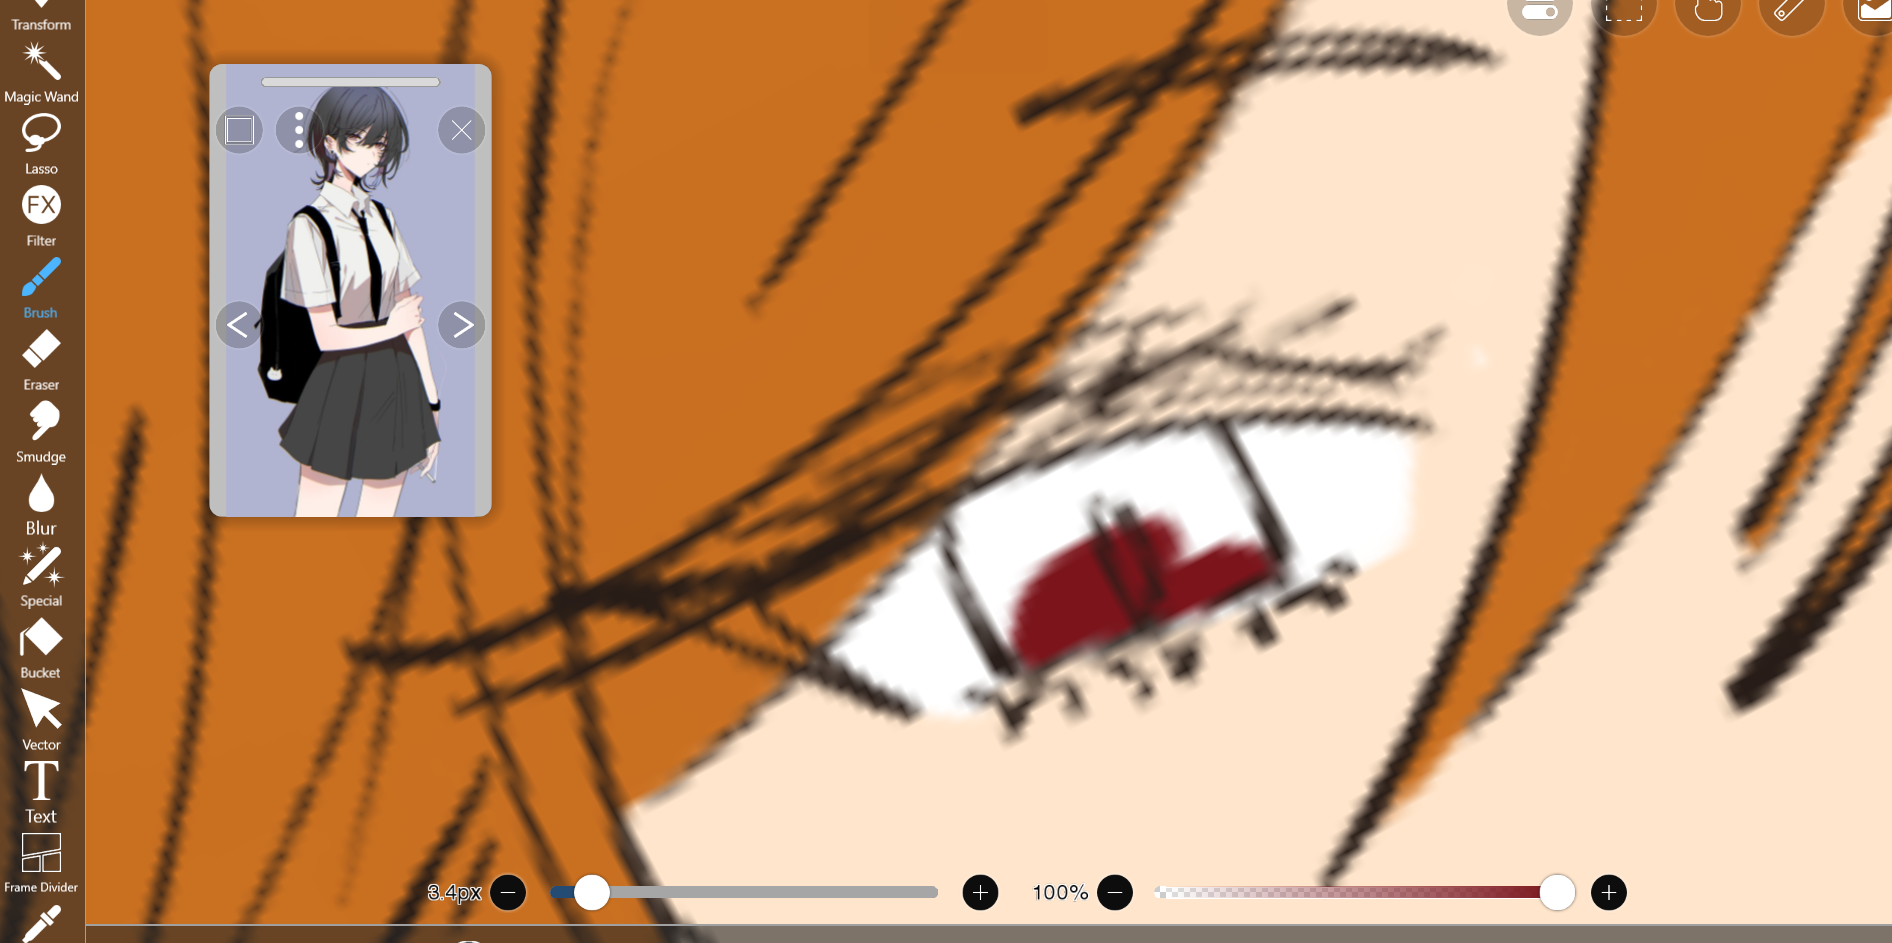 Transform
Magic Wand
Lasso
FX
Filter
Brush
Eraser
Smudge
Blur
Special
Bucket
Vector
T
Text
Frame Divider
3.4px
100%